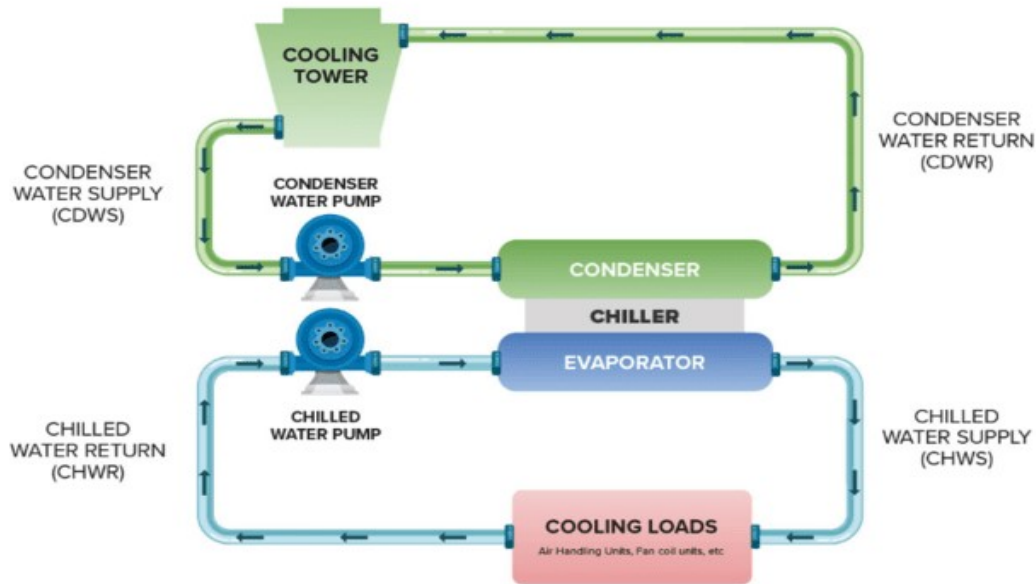 COOLING
TOWER
CONDENSER
WATER RETURN
(CDWR)
CONDENSER
WATER SUPPLY
(CDWS)
CONDENSER
WATER PUMP
CONDENSER
CHILLER
EVAPORATOR
CHILLED
WATER PUMP
CHILLED
WATER RETURN
(CHWR)
CHILLED
WATER SUPPLY
(CHWS)
COOLING LOADS
Air Handling Units, Fan coil units, etc